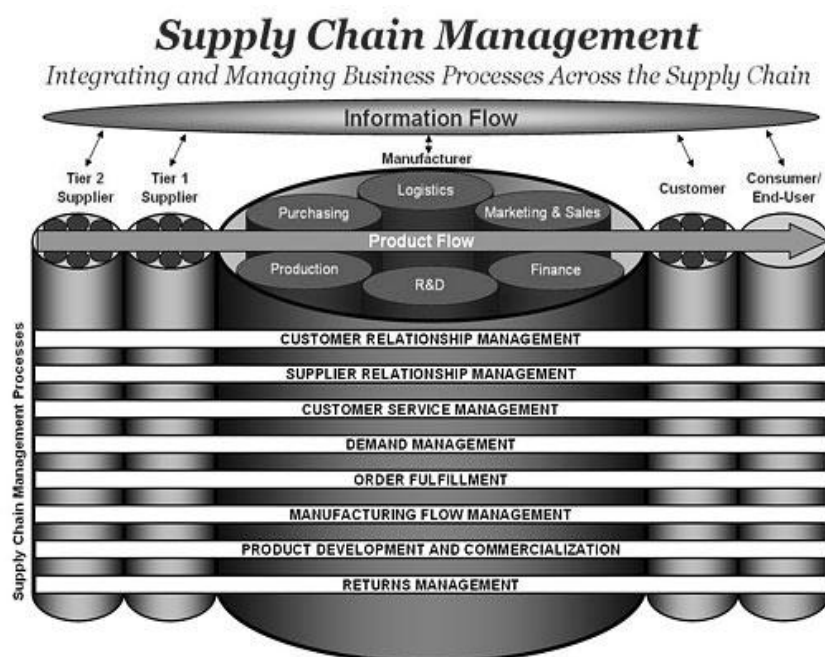 Supply Chain Management
Integrating and Managing Business Processes Across the Supply Chain
Information Flow
Tier 2
Supplier
Tier 1
Supplier
Manufacturer
Customer
Consumer/
End-User
Logistics
Purchasing
Marketing & Sales
Product Flow
Production
R&D
Finance
Supply Chain Management Processes
CUSTOMER RELATIONSHIP MANAGEMENT
SUPPLIER RELATIONSHIP MANAGEMENT
CUSTOMER SERVICE MANAGEMENT
DEMAND MANAGEMENT
ORDER FULFILLMENT
MANUFACTURING FLOW MANAGEMENT
PRODUCT DEVELOPMENT AND COMMERCIALIZATION
RETURNS MANAGEMENT